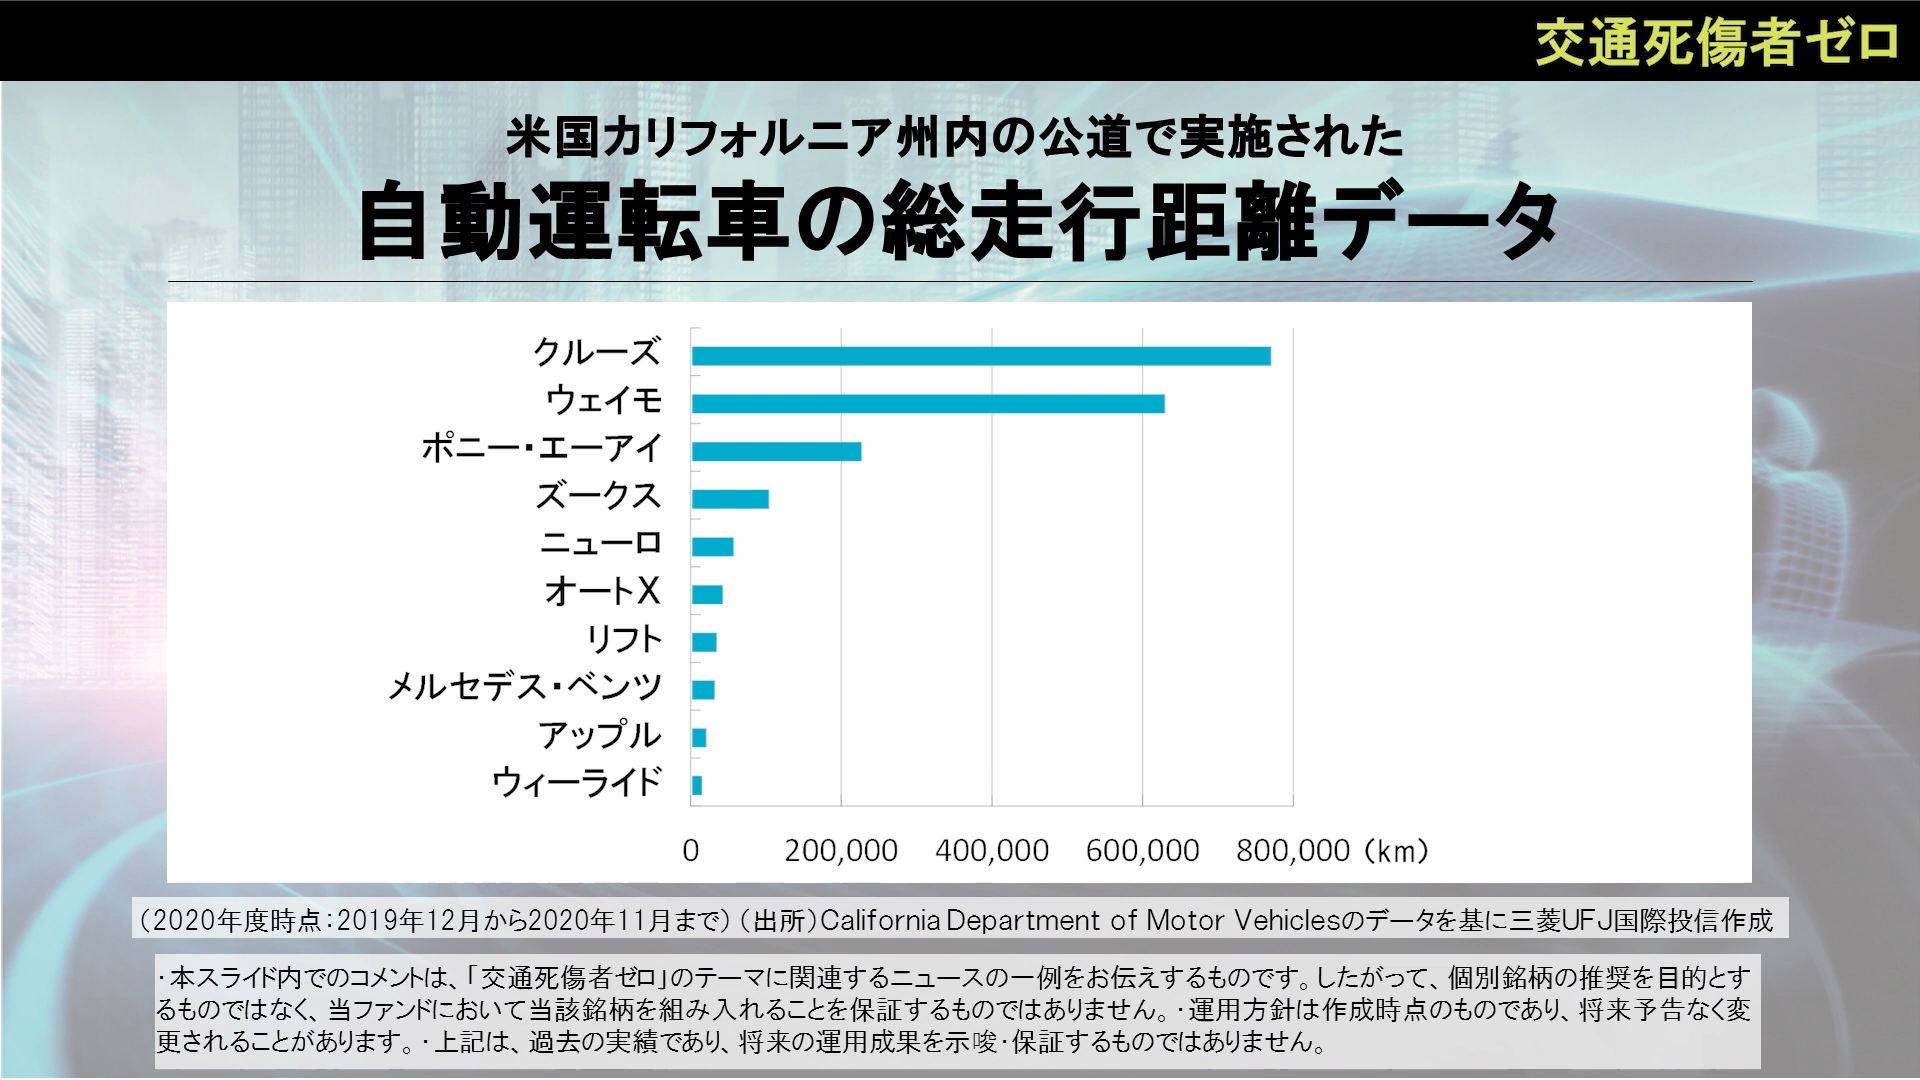 交通死傷者ゼロ
米国カリフォルニア州内の公道で実施された
自動運転車の総走行距離データ
クルーズ
ウェイモ
ポニー・エーアイ
ズークス
ニューロ
オートX
リフト
メルセデス・ベンツ
アップル
ウィーライド
0 200,000 400,000 600,000 800,000 (km)
(2020年度時点：2019年12月から2020年11月まで) (出所)California Department of Motor Vehiclesのデータを基に三菱UFJ国際投信作成
・本スライド内でのコメントは、「交通死傷者ゼロ」のテーマに関連するニュースの一例をお伝えするものです。したがって、個別銘柄の推奨を目的とす
るものではなく、当ファンドにおいて当該銘柄を組み入れることを保証するものではありません。・運用方針は作成時点のものであり、将来予告なく変
更されることがあります。・上記は、過去の実績であり、将来の運用成果を示唆・保証するものではありません。